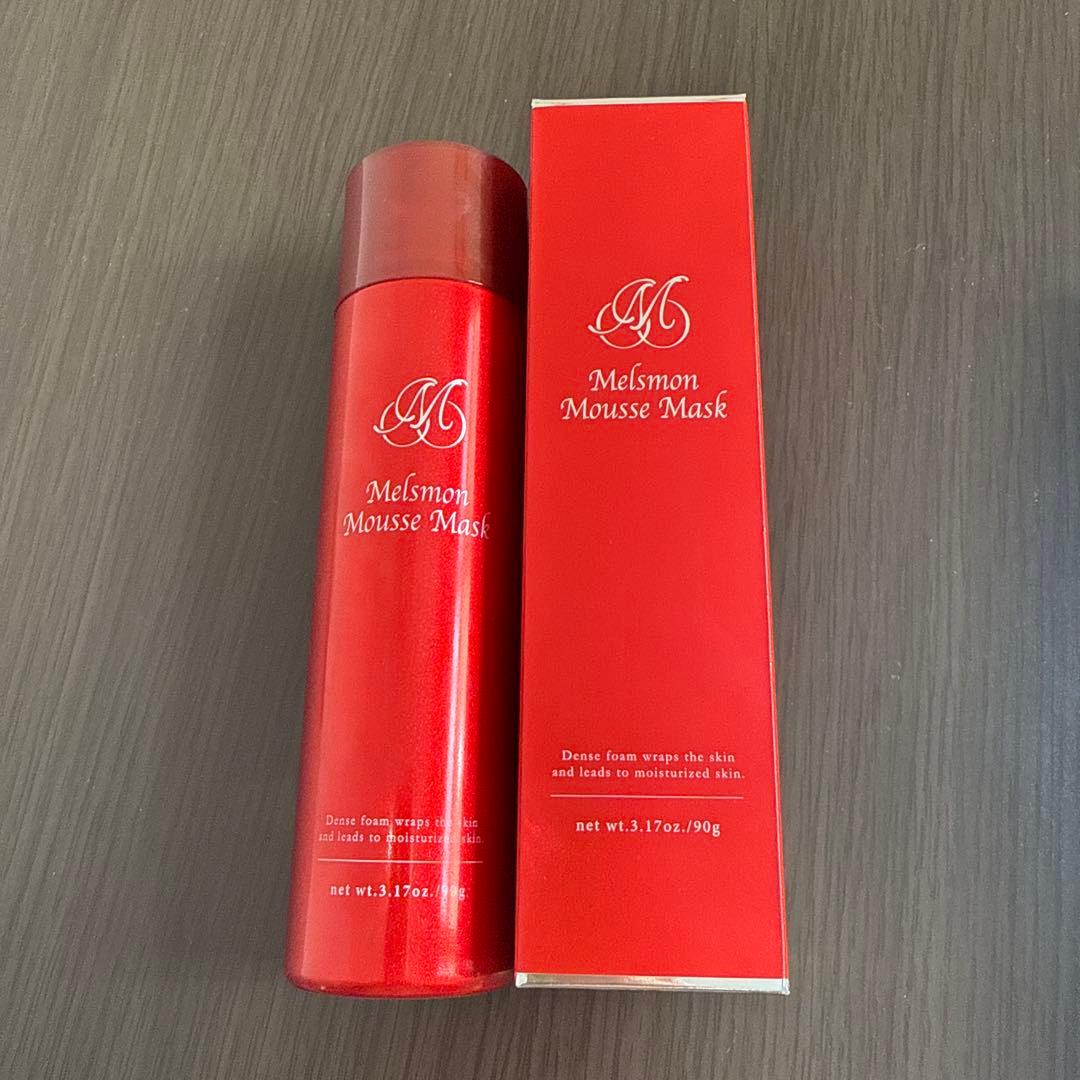 M
Melsmon
Mousse Mask
Dense foam wraps the skin
and leads to moisturized skin.
net wt.3.17oz./90g
M
Melsmon
Mousse Mask
Dense foam wraps the skin
and leads to moisturized skin.
net wt.3.17oz./90g